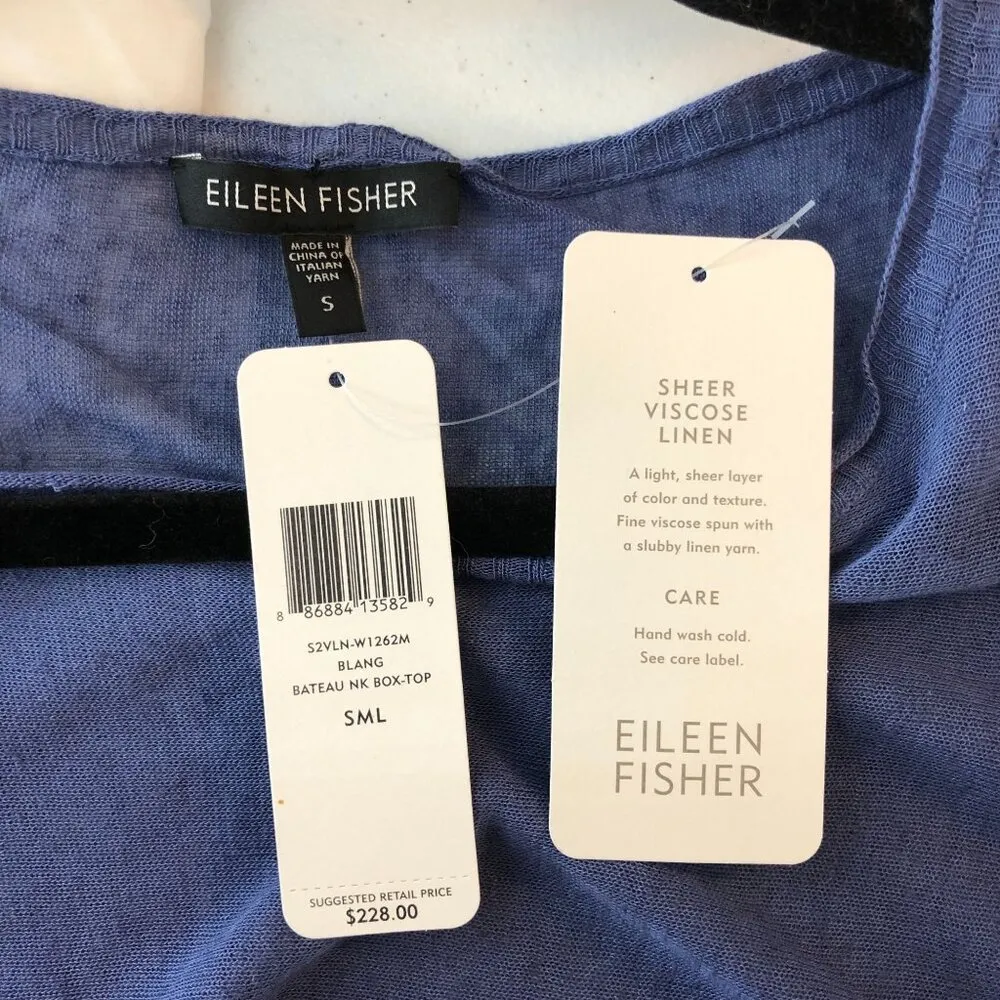 EILEEN FISHER
MADE IN
CHINA OF
ITALIAN
YARN
S
8 86884 13582 9
S2VLN-W1262M
BLANG
BATEAU NK BOX-TOP
SML
SUGGESTED RETAIL PRICE
$228.00
SHEER
VISCOSE
LINEN
A light, sheer layer
of color and texture.
Fine viscose spun with
a slubby linen yarn.
CARE
Hand wash cold.
See care label.
EILEEN
FISHER